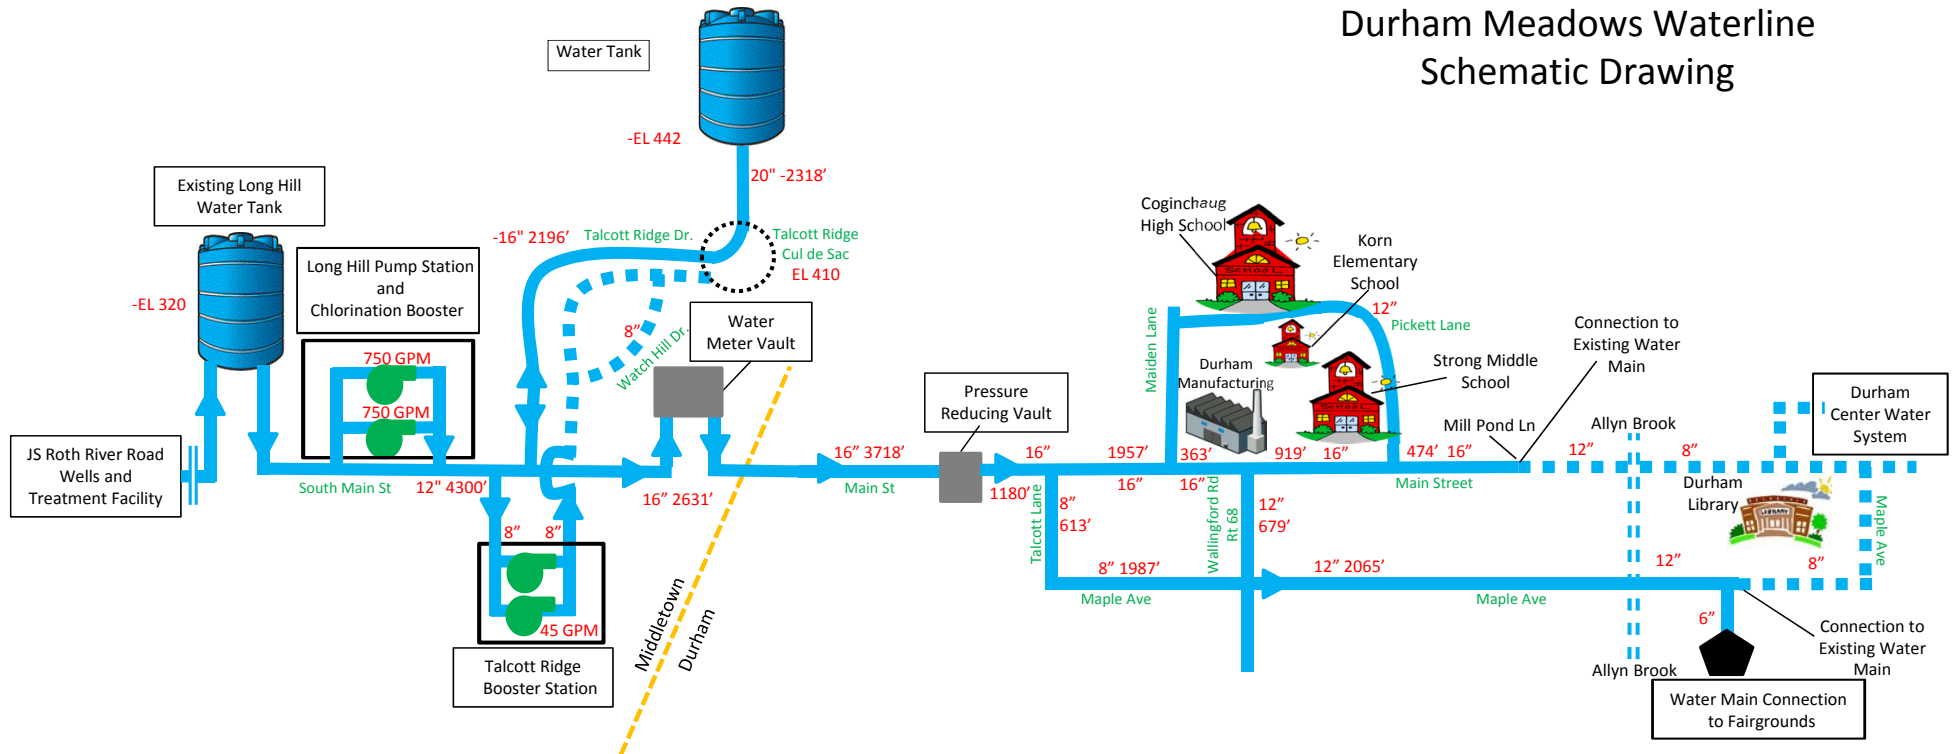 Durham Meadows Waterline
Schematic Drawing
Water Tank
-EL 442
20" -2318’
Existing Long Hill
Water Tank
-EL 320
Long Hill Pump Station
and
Chlorination Booster
750 GPM
750 GPM
-16" 2196’
Talcott Ridge Dr.
Talcott Ridge
Cul de Sac
EL 410
8”
Watch Hill Dr.
Water
Meter Vault
JS Roth River Road
Wells and
Treatment Facility
South Main St
12" 4300’
8”
8”
45 GPM
Talcott Ridge
Booster Station
16” 2631’
Middletown
Durham
16” 3718’
Main St
Pressure
Reducing Vault
1180’
16”
Talcott Lane
8”
613’
1957’
16”
Maiden Lane
Coginchaug
High School
Korn
Elementary
School
12”
Pickett Lane
Durham
Manufacturing
SCHOOL
SCHOOL
Strong Middle
School
363’
16”
Wallingford Rd
Rt 68
12”
679’
919’
16”
474’ 16”
Main Street
Mill Pond Ln
Connection to
Existing Water
Main
12”
Allyn Brook
8”
Durham
Center Water
System
Durham
Library
LIBRARY
Maple Ave
8”
8” 1987’
Maple Ave
12” 2065’
Maple Ave
12”
6”
Allyn Brook
Connection to
Existing Water
Main
Water Main Connection
to Fairgrounds